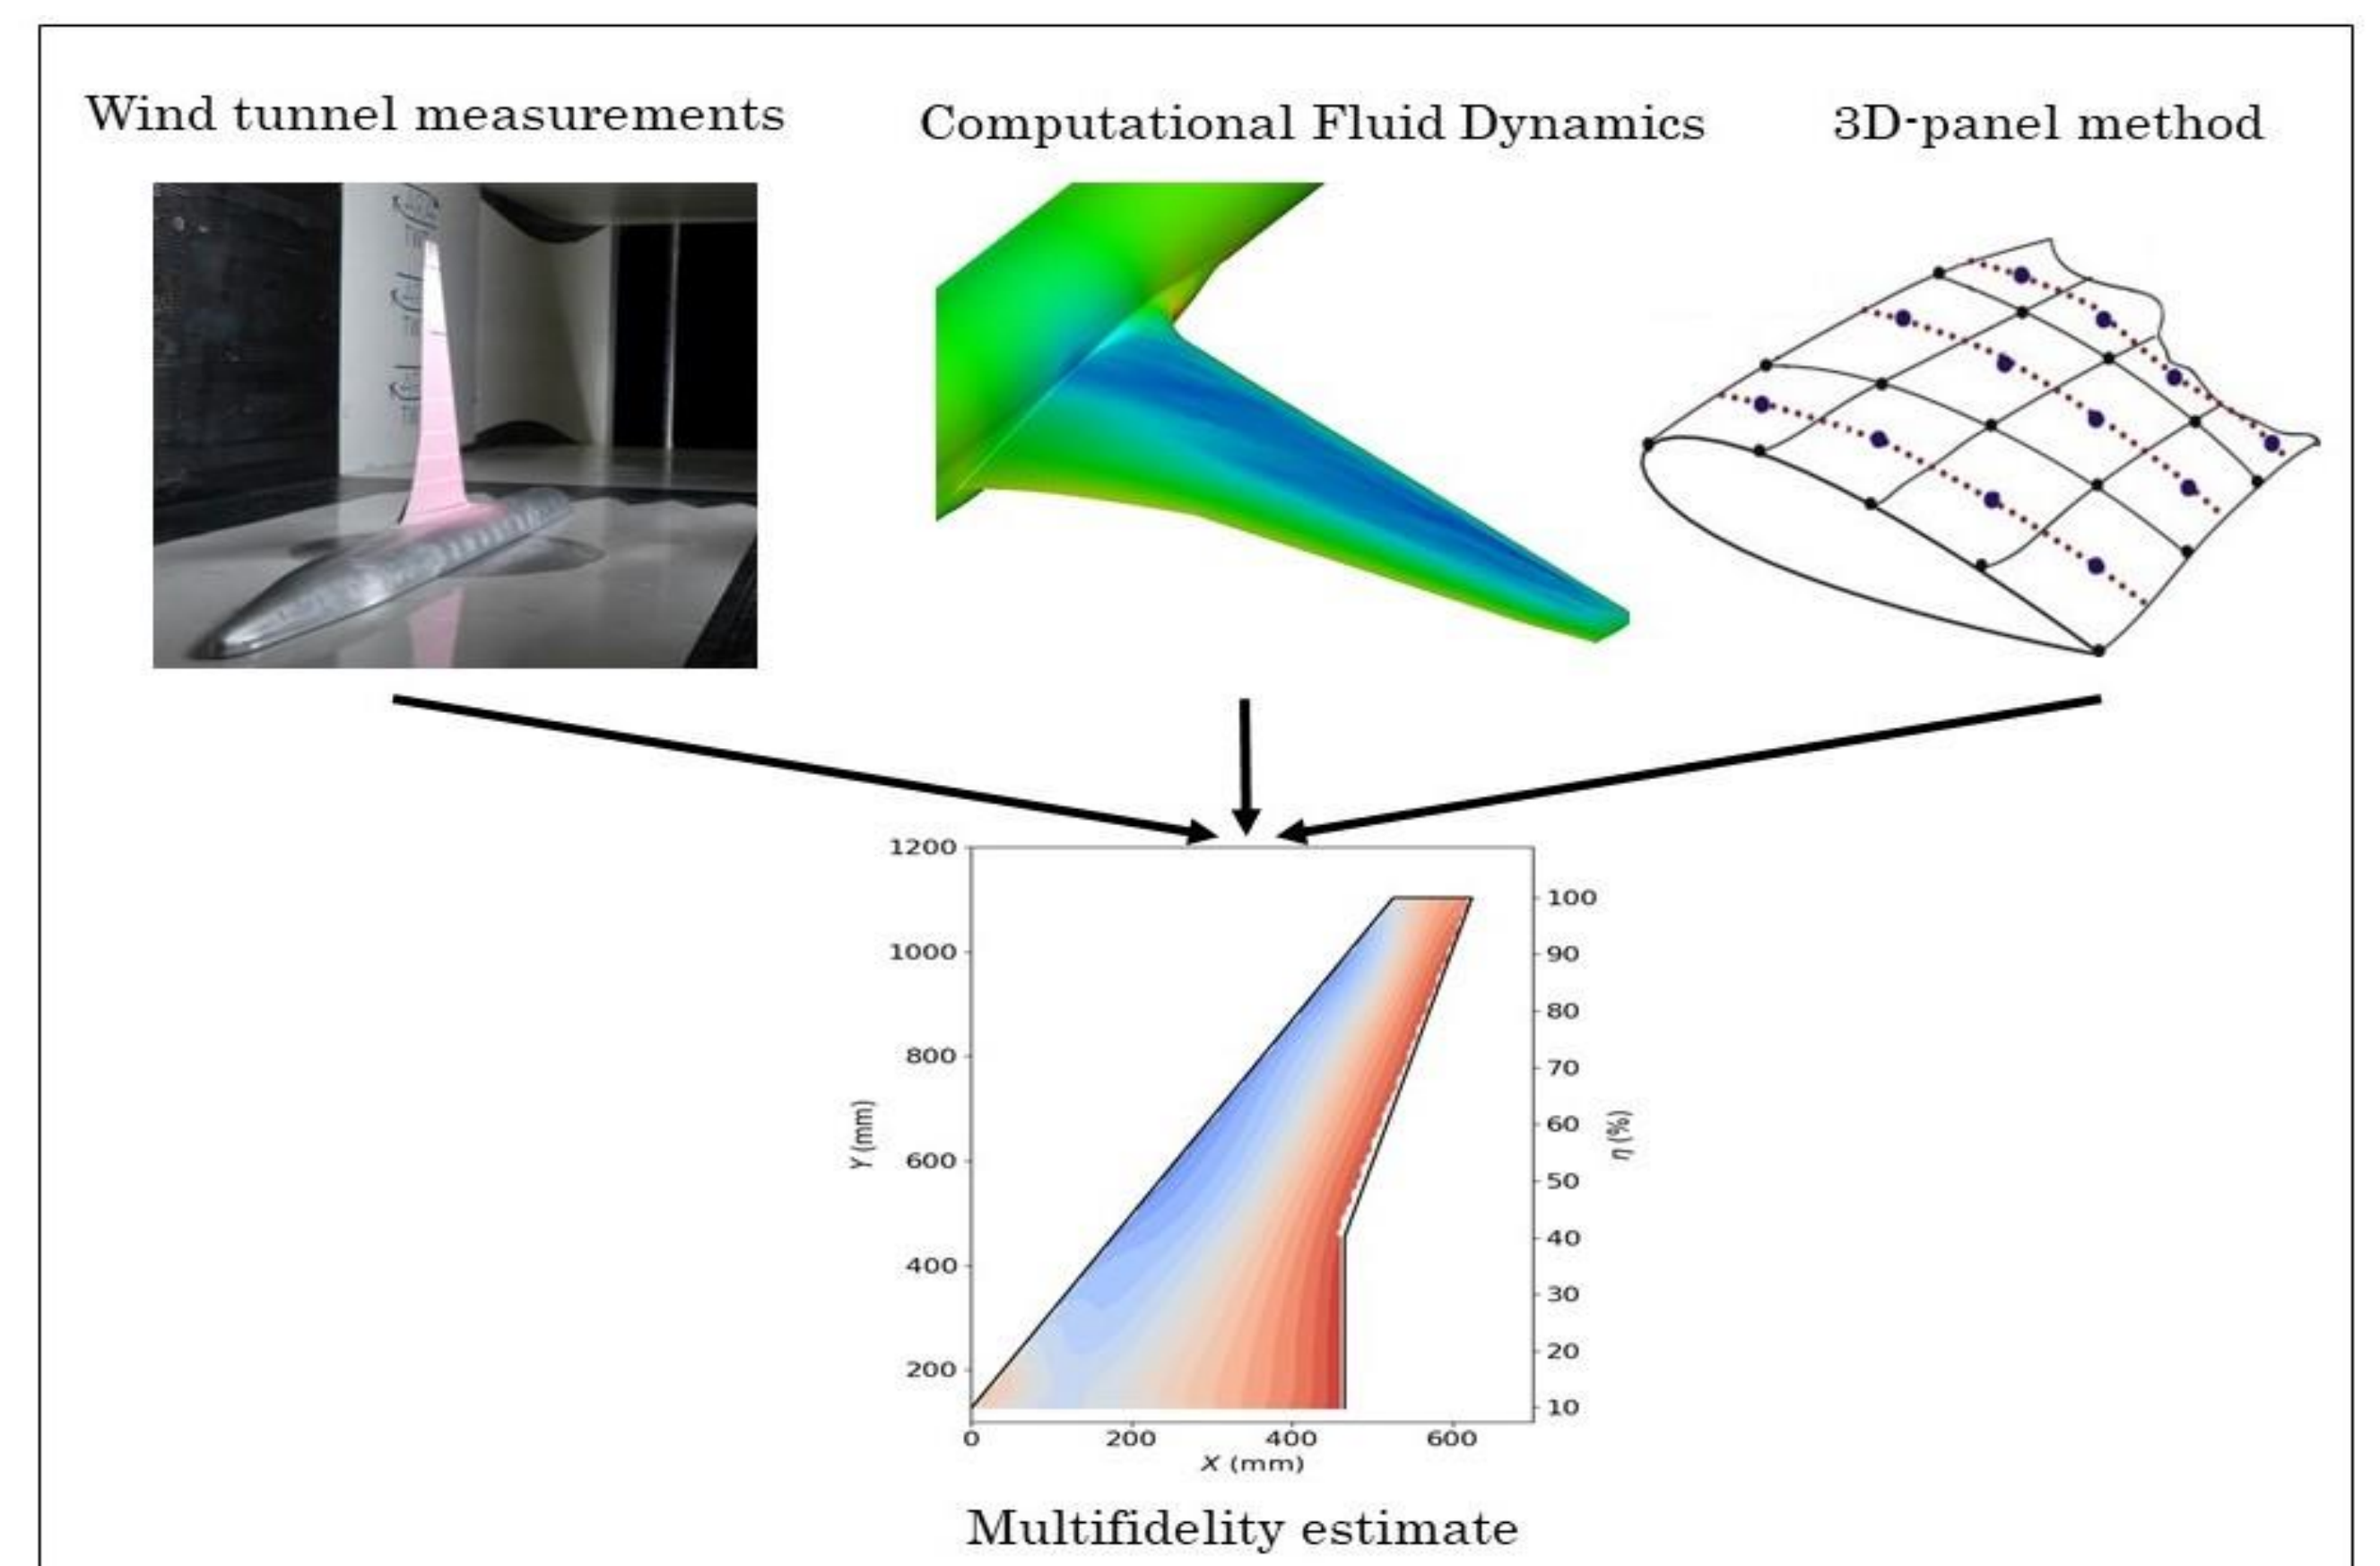 Wind tunnel measurements
Computational Fluid Dynamics
3D-panel method
1200
1000
800
600
400
200
Y (mm)
0
200
400
600
X (mm)
100
90
80
70
60
50
40
30
20
10
η (%)
Multifidelity estimate